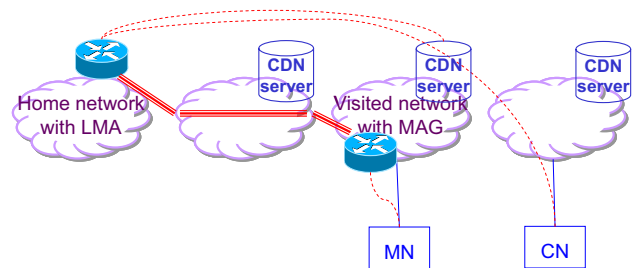 CDN
server
CDN
server
CDN
server
Home network
with LMA
Visited network
with MAG
MN
CN